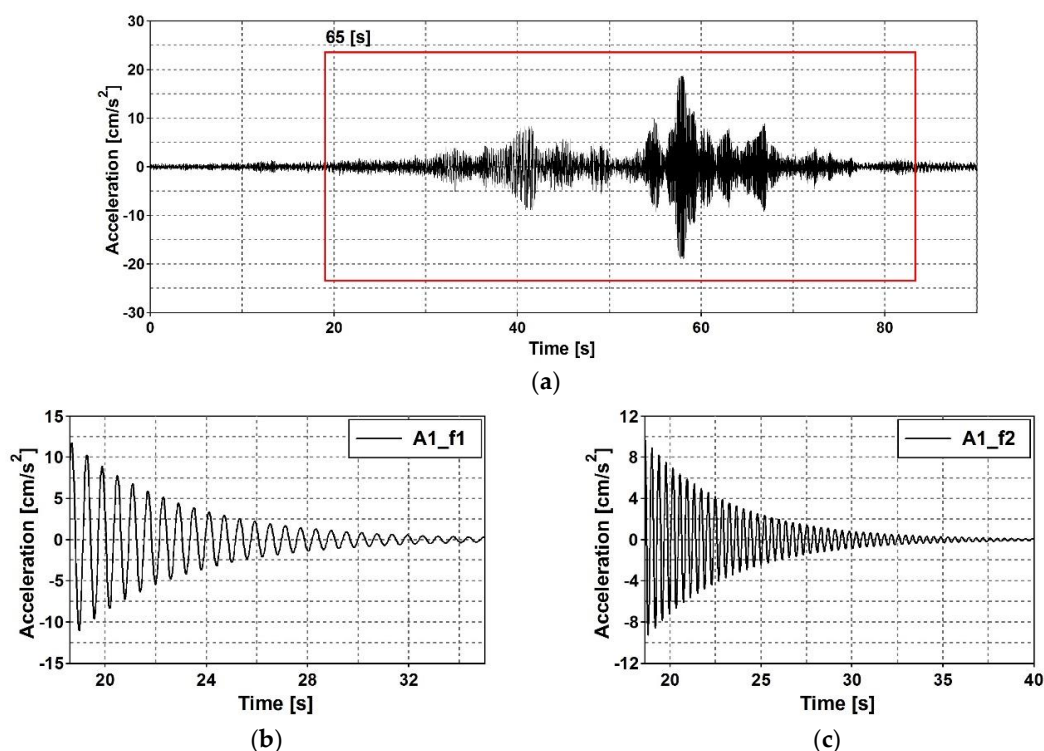 30
65 [s]
20
10
0
-10
-20
-30
Acceleration [cm/s²]
0 20 40 60 80
Time [s]
(a)
15
10
5
0
-5
-10
-15
Acceleration [cm/s²]
A1_f1
20 24 28 32
Time [s]
(b)
12
8
4
0
-4
-8
-12
Acceleration [cm/s²]
A1_f2
20 25 30 35 40
Time [s]
(c)